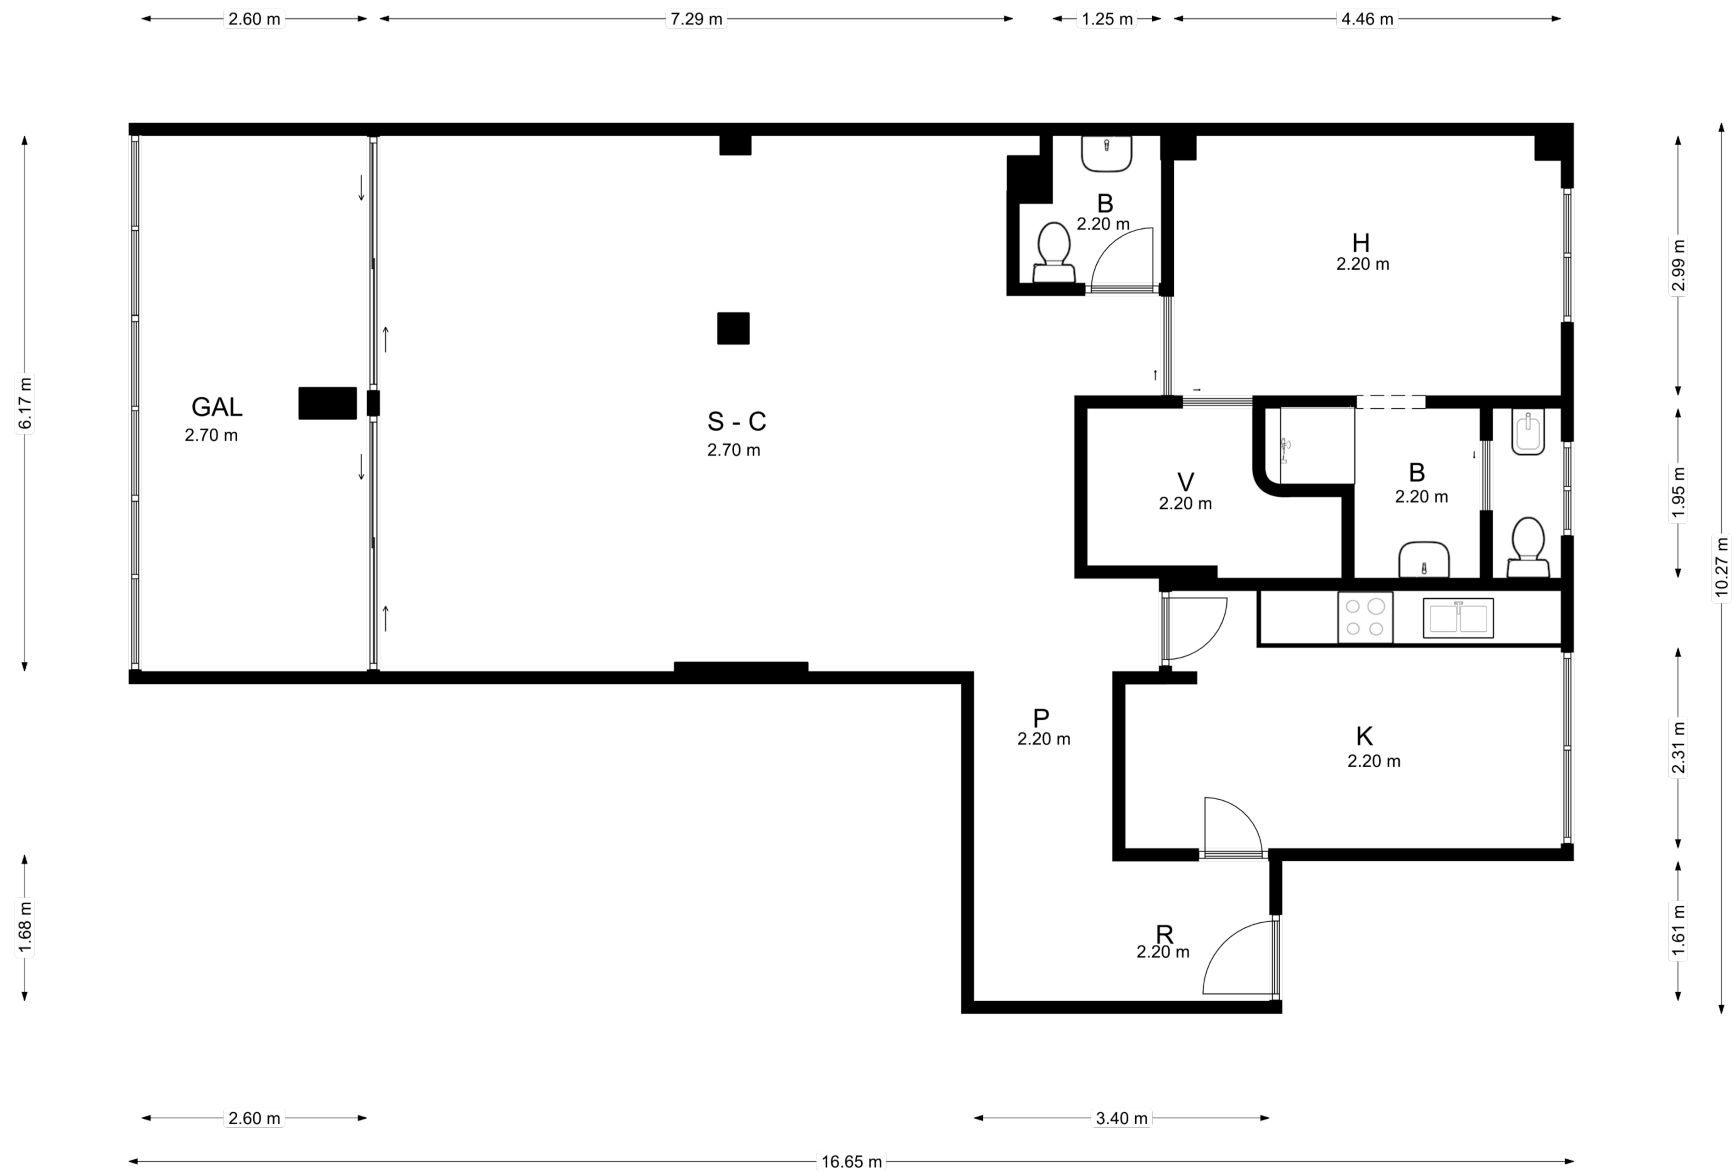 2.60 m
7.29 m
1.25 m
4.46 m
B
2.20 m
H
2.20 m
2.99 m
6.17 m
GAL
2.70 m
S - C
2.70 m
V
2.20 m
B
2.20 m
1.95 m
10.27 m
P
2.20 m
K
2.20 m
2.31 m
1.68 m
R
2.20 m
1.61 m
2.60 m
3.40 m
16.65 m